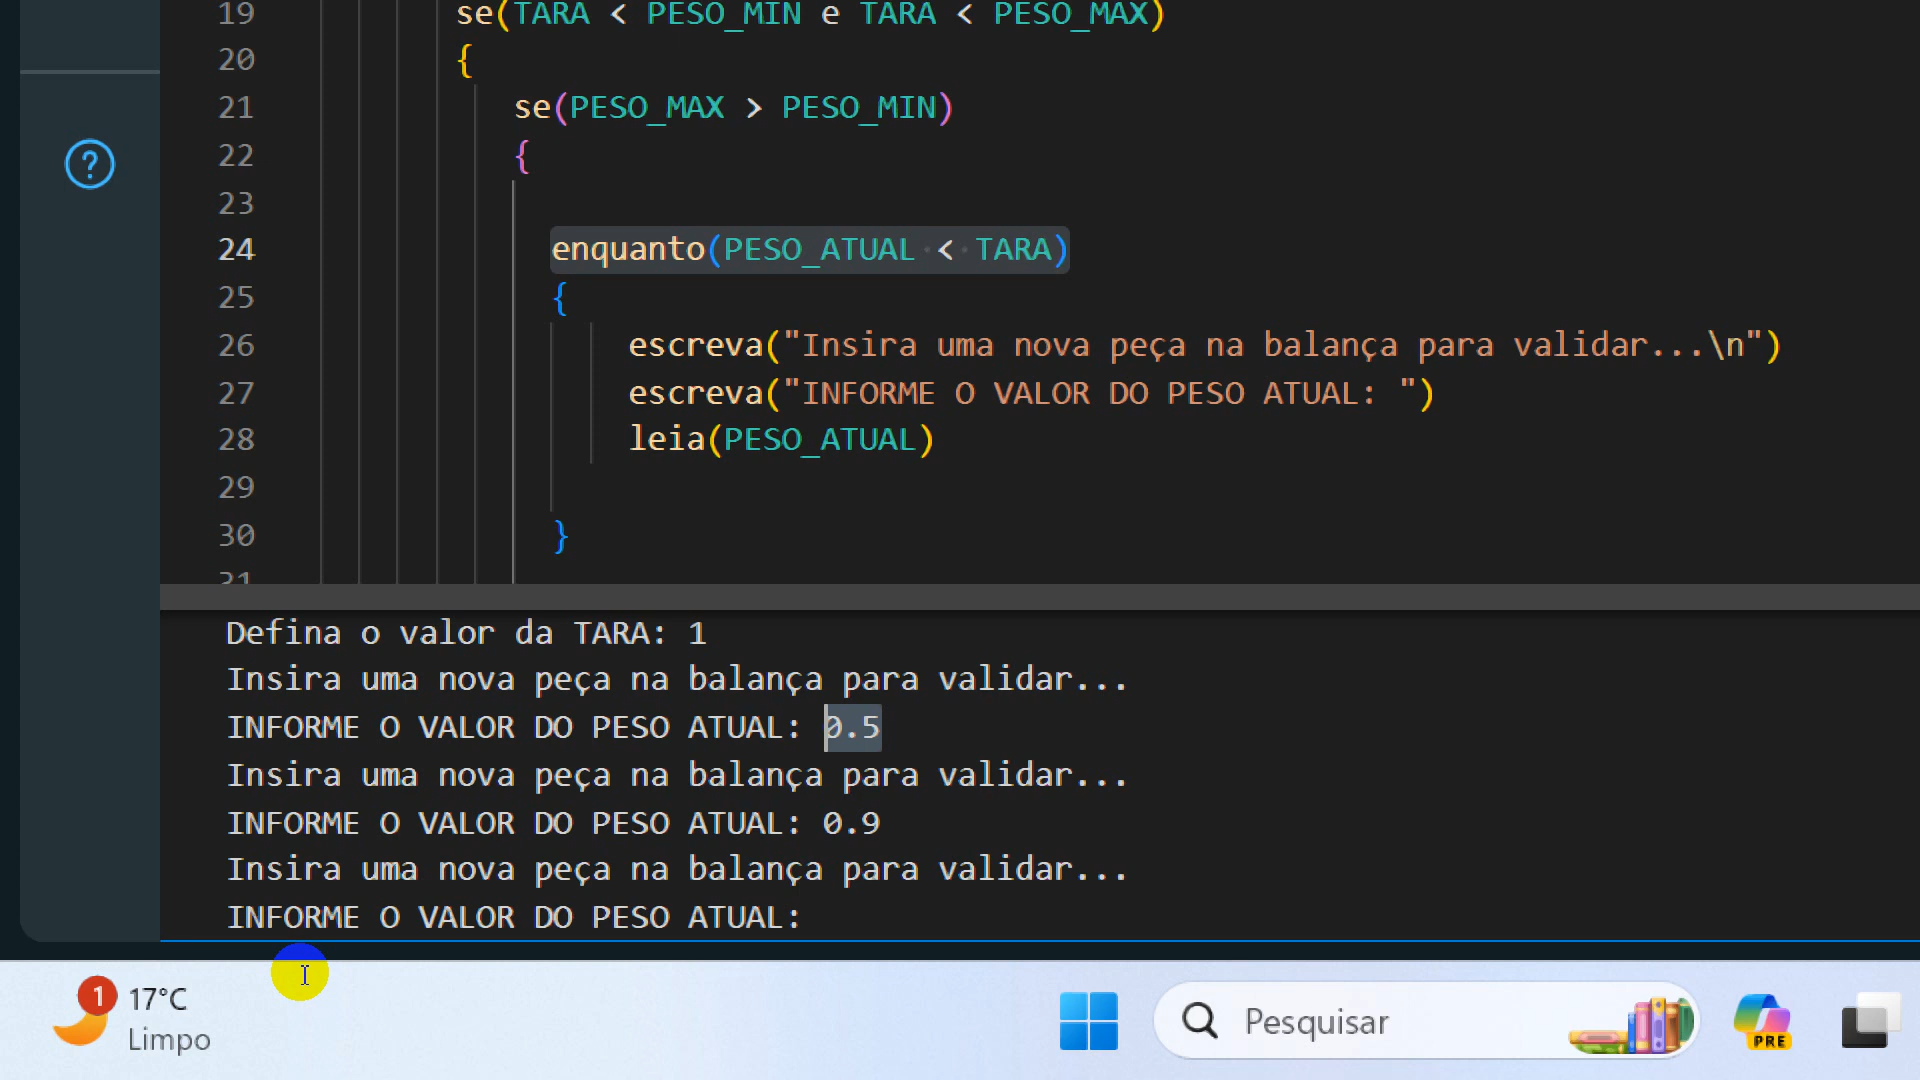 19 se(TARA < PESO_MIN e TARA < PESO_MAX)
20 {
21 se(PESO_MAX > PESO_MIN)
22 {
23
24 enquanto(PESO_ATUAL < TARA)
25 {
26 escreva("Insira uma nova peça na balança para validar...\n")
27 escreva("INFORME O VALOR DO PESO ATUAL: ")
28 leia(PESO_ATUAL)
29
30 }
31
Defina o valor da TARA: 1
Insira uma nova peça na balança para validar...
INFORME O VALOR DO PESO ATUAL: 0.5
Insira uma nova peça na balança para validar...
INFORME O VALOR DO PESO ATUAL: 0.9
Insira uma nova peça na balança para validar...
INFORME O VALOR DO PESO ATUAL:
1
17°C
Limpo
Pesquisar
PRE